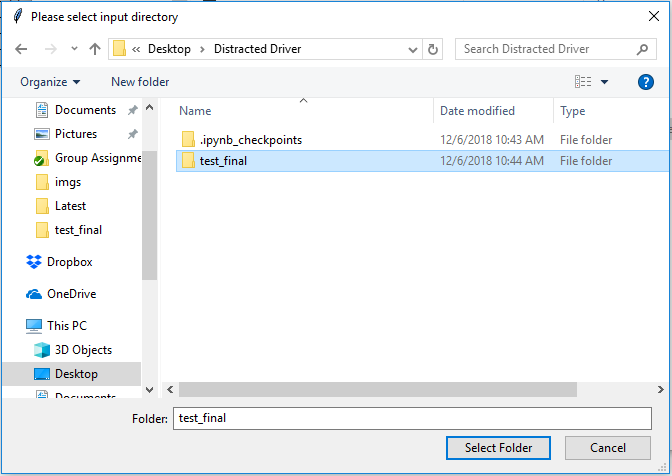 Please select input directory
« Desktop > Distracted Driver
Search Distracted Driver
Organize
New folder
?
Name
Date modified
Type
.ipynb_checkpoints
12/6/2018 10:43 AM
File folder
test_final
12/6/2018 10:44 AM
File folder
Documents
Pictures
Group Assignme
imgs
Latest
test_final
Dropbox
OneDrive
This PC
3D Objects
Desktop
Documents
Folder:
test_final
Select Folder
Cancel